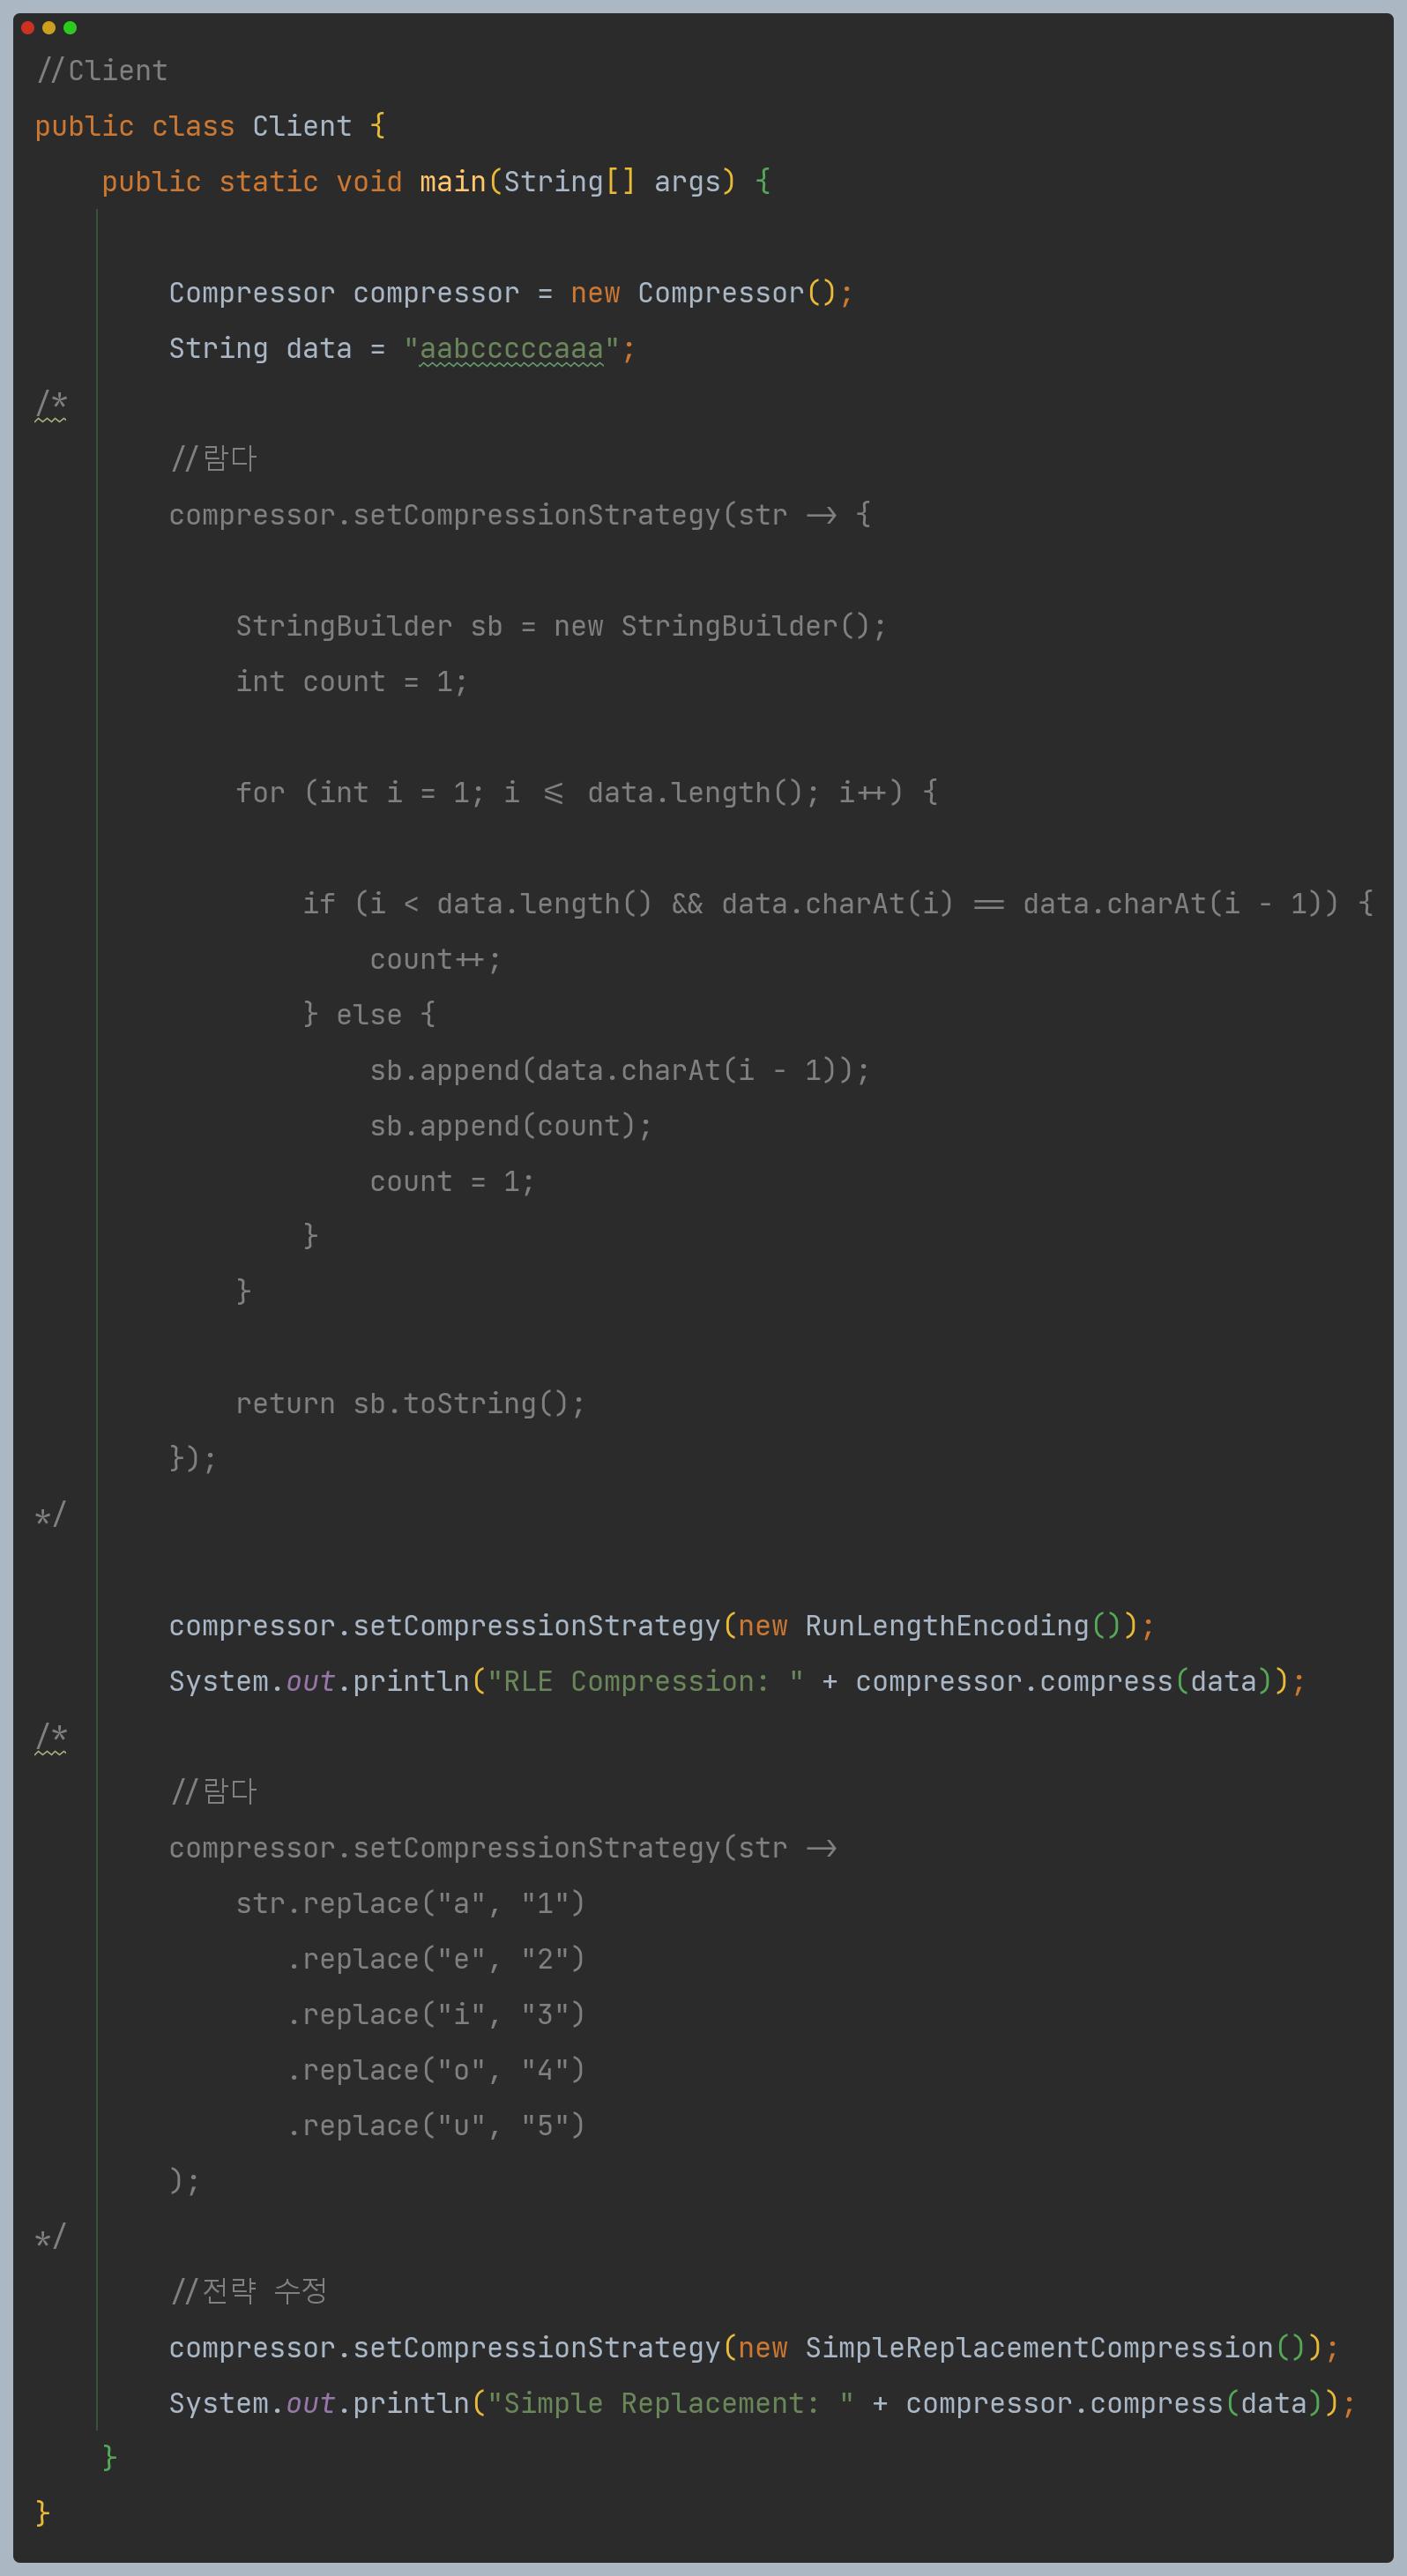 //Client
public class Client {
    public static void main(String[] args) {
        Compressor compressor = new Compressor();
        String data = "aabcccccaaa";
/*
        //람다
        compressor.setCompressionStrategy(str -> {
            StringBuilder sb = new StringBuilder();
            int count = 1;
            for (int i = 1; i <= data.length(); i++) {
                if (i < data.length() && data.charAt(i) == data.charAt(i - 1)) {
                    count++;
                } else {
                    sb.append(data.charAt(i - 1));
                    sb.append(count);
                    count = 1;
                }
            }
            return sb.toString();
        });
*/
        compressor.setCompressionStrategy(new RunLengthEncoding());
        System.out.println("RLE Compression: " + compressor.compress(data));
/*
        //람다
        compressor.setCompressionStrategy(str ->
            str.replace("a", "1")
               .replace("e", "2")
               .replace("i", "3")
               .replace("o", "4")
               .replace("u", "5")
        );
*/
        //전략 수정
        compressor.setCompressionStrategy(new SimpleReplacementCompression());
        System.out.println("Simple Replacement: " + compressor.compress(data));
    }
}